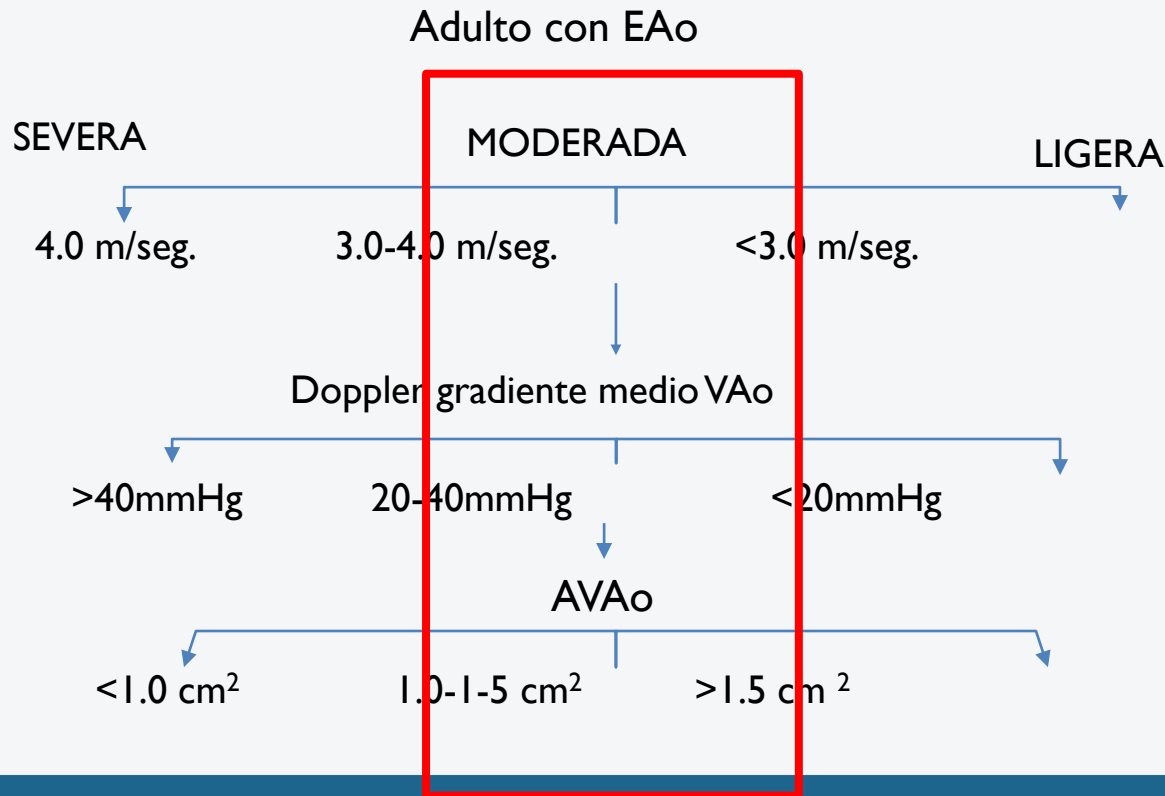 Adulto con EAo
SEVERA MODERADA LIGERA
4.0 m/seg. 3.0-4.0 m/seg. <3.0 m/seg.
Doppler gradiente medio VAo
>40mmHg 20-40mmHg <20mmHg
AVAo
<1.0 cm² 1.0-1-5 cm² >1.5 cm ²